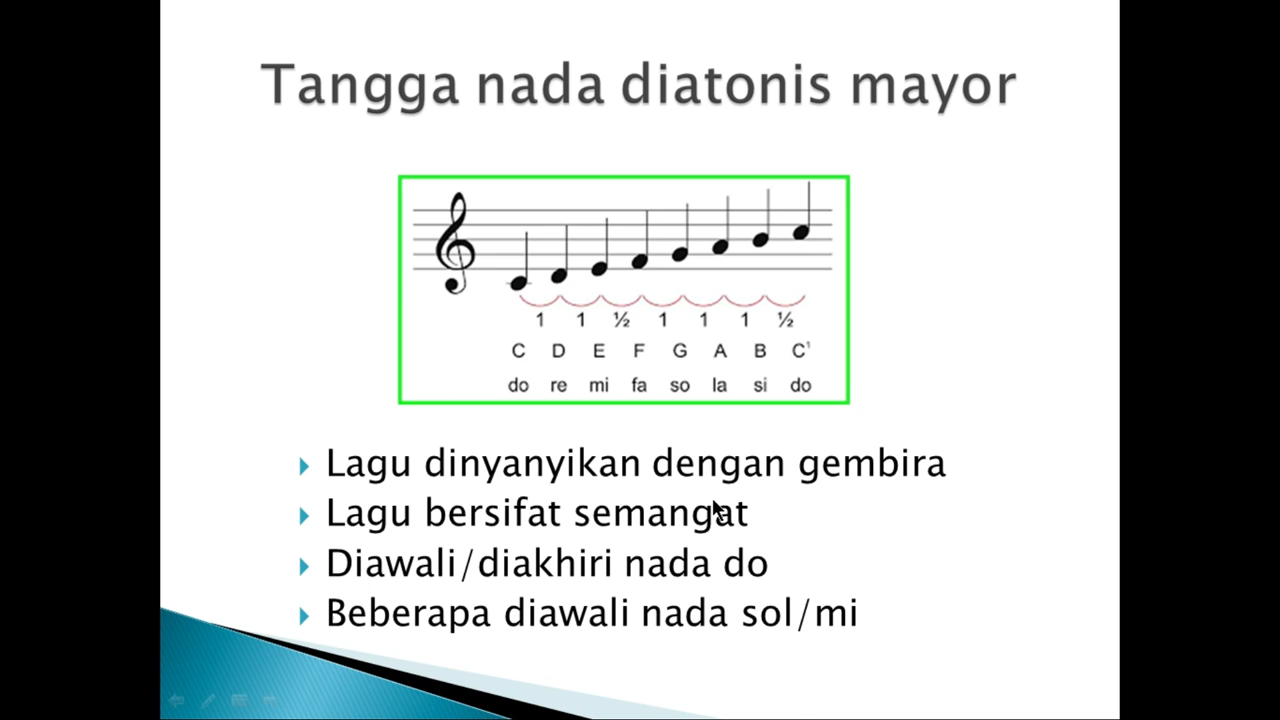 Tangga nada diatonis mayor
1 1 ½ 1 1 1 ½
C D E F G A B C¹
do re mi fa so la si do
Lagu dinyanyikan dengan gembira
Lagu bersifat semangat
Diawali/diakhiri nada do
Beberapa diawali nada sol/mi